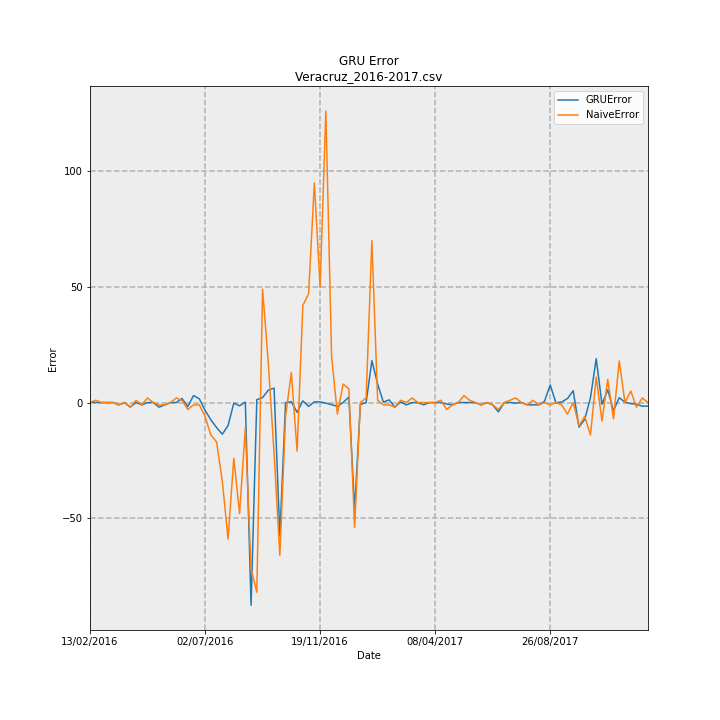 GRU Error
Veracruz_2016-2017.csv
GRUError
NaiveError
100
50
0
−50
Error
13/02/2016
02/07/2016
19/11/2016
08/04/2017
26/08/2017
Date